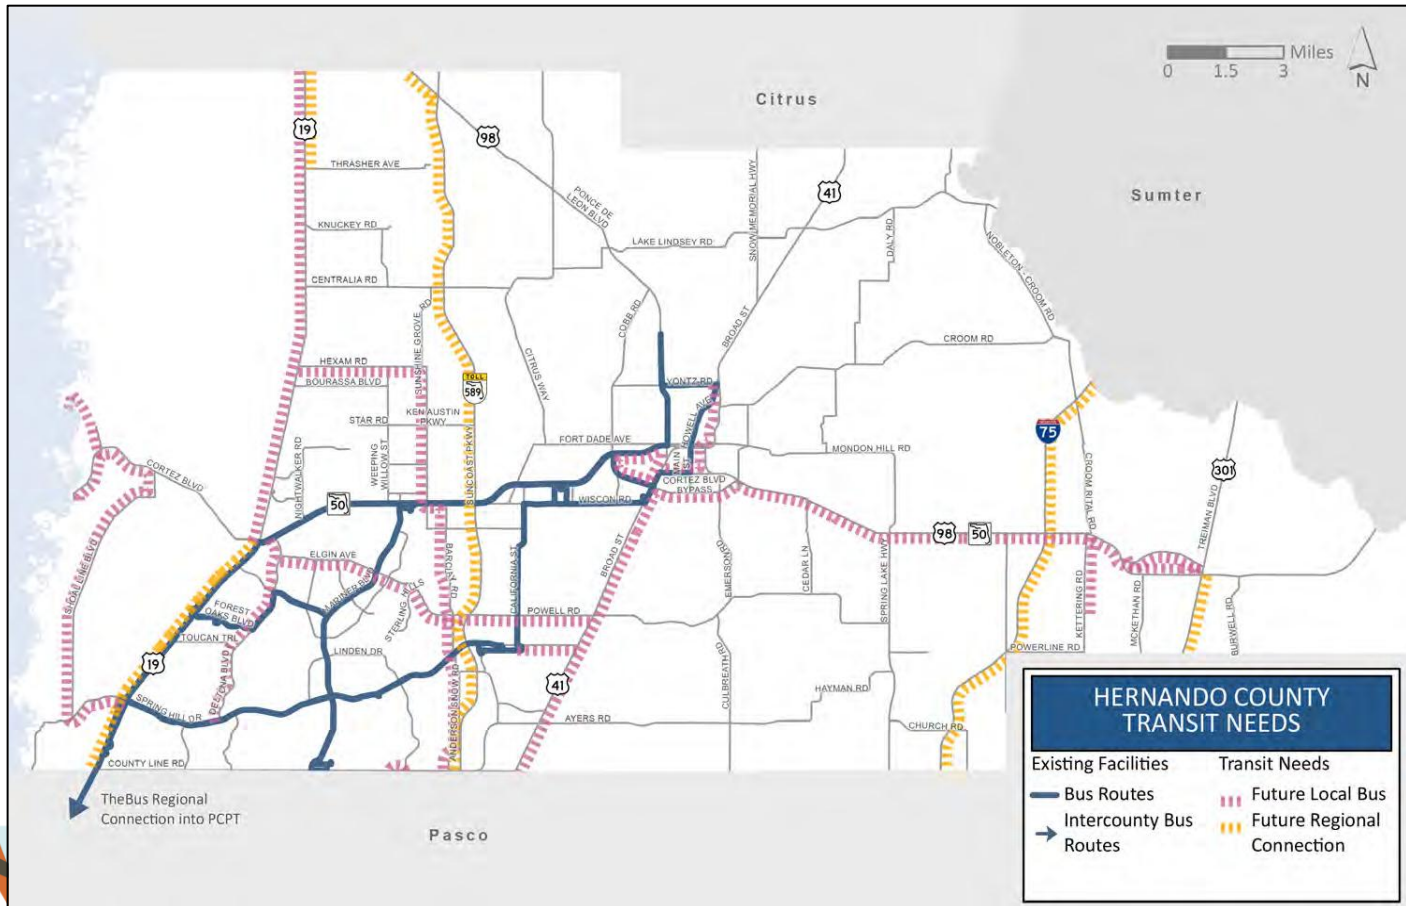 Miles
0 1.5 3
N
Citrus
Sumter
Pasco
19
98
THRASHER AVE
KNUCKEY RD
CENTRALIA RD
PONCE DE
LEON BLVD
SNOW MEMORIAL HWY
41
LAKE LINDSEY RD
DALY RD
NOBLETON - CROOM RD
SUNSHINE GROVE RD
COBB RD
BROAD ST
CROOM RD
HEXAM RD
BOURASSA BLVD
TOLL
589
CITRUS WAY
YONTZ RD
STAR RD
KEN AUSTIN
PKWY
HOWELL AVE
FORT DADE AVE
MAIN ST
MONDON HILL RD
75
CROOM RITAL RD
301
TREIMAN BLVD
CORTEZ BLVD
NIGHTWALKER RD
WEEPING
WILLOW ST
SUNCOAST PKWY
CORTEZ BLVD
BYPASS
50
WISCON RD
98
50
ELGIN AVE
SHOAL LINE BLVD
MARINER BLVD
BARCLAY RD
CALIFORNIA ST
BROAD ST
EMERSON RD
CEDAR LN
SPRING LAKE HWY
FOREST
OAKS BLVD
STERLING HILLS
POWELL RD
KETTERING RD
MCKETHAN RD
BURWELL RD
TOUCAN TRL
LINDEN DR
POWERLINE RD
19
DELTONA BLVD
SPRING HILL DR
ANDERSON SNOW RD
41
CULBREATH RD
HAYMAN RD
AYERS RD
CHURCH RD
COUNTY LINE RD
TheBus Regional
Connection into PCPT
HERNANDO COUNTY
TRANSIT NEEDS
Existing Facilities
Bus Routes
Intercounty Bus
Routes
Transit Needs
Future Local Bus
Future Regional
Connection